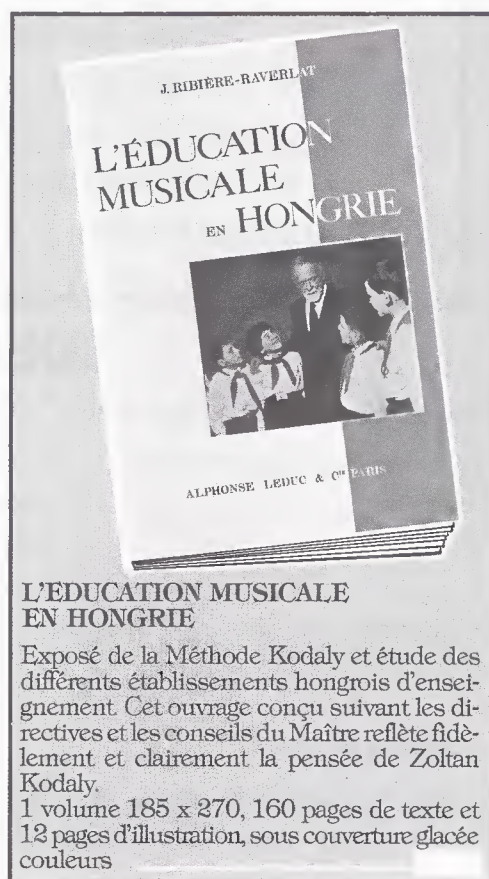 J. RIBIÈRE-RAVERLAT
L'ÉDUCATION
MUSICALE
EN HONGRIE
ALPHONSE LEDUC & Cie PARIS
L'EDUCATION MUSICALE
EN HONGRIE
Exposé de la Méthode Kodaly et étude des
différents établissements hongrois d'ensei-
gnement. Cet ouvrage conçu suivant les di-
rectives et les conseils du Maître reflète fidè-
lement et clairement la pensée de Zoltan
Kodaly.
1 volume 185 x 270, 160 pages de texte et
12 pages d'illustration, sous couverture glacée
couleurs